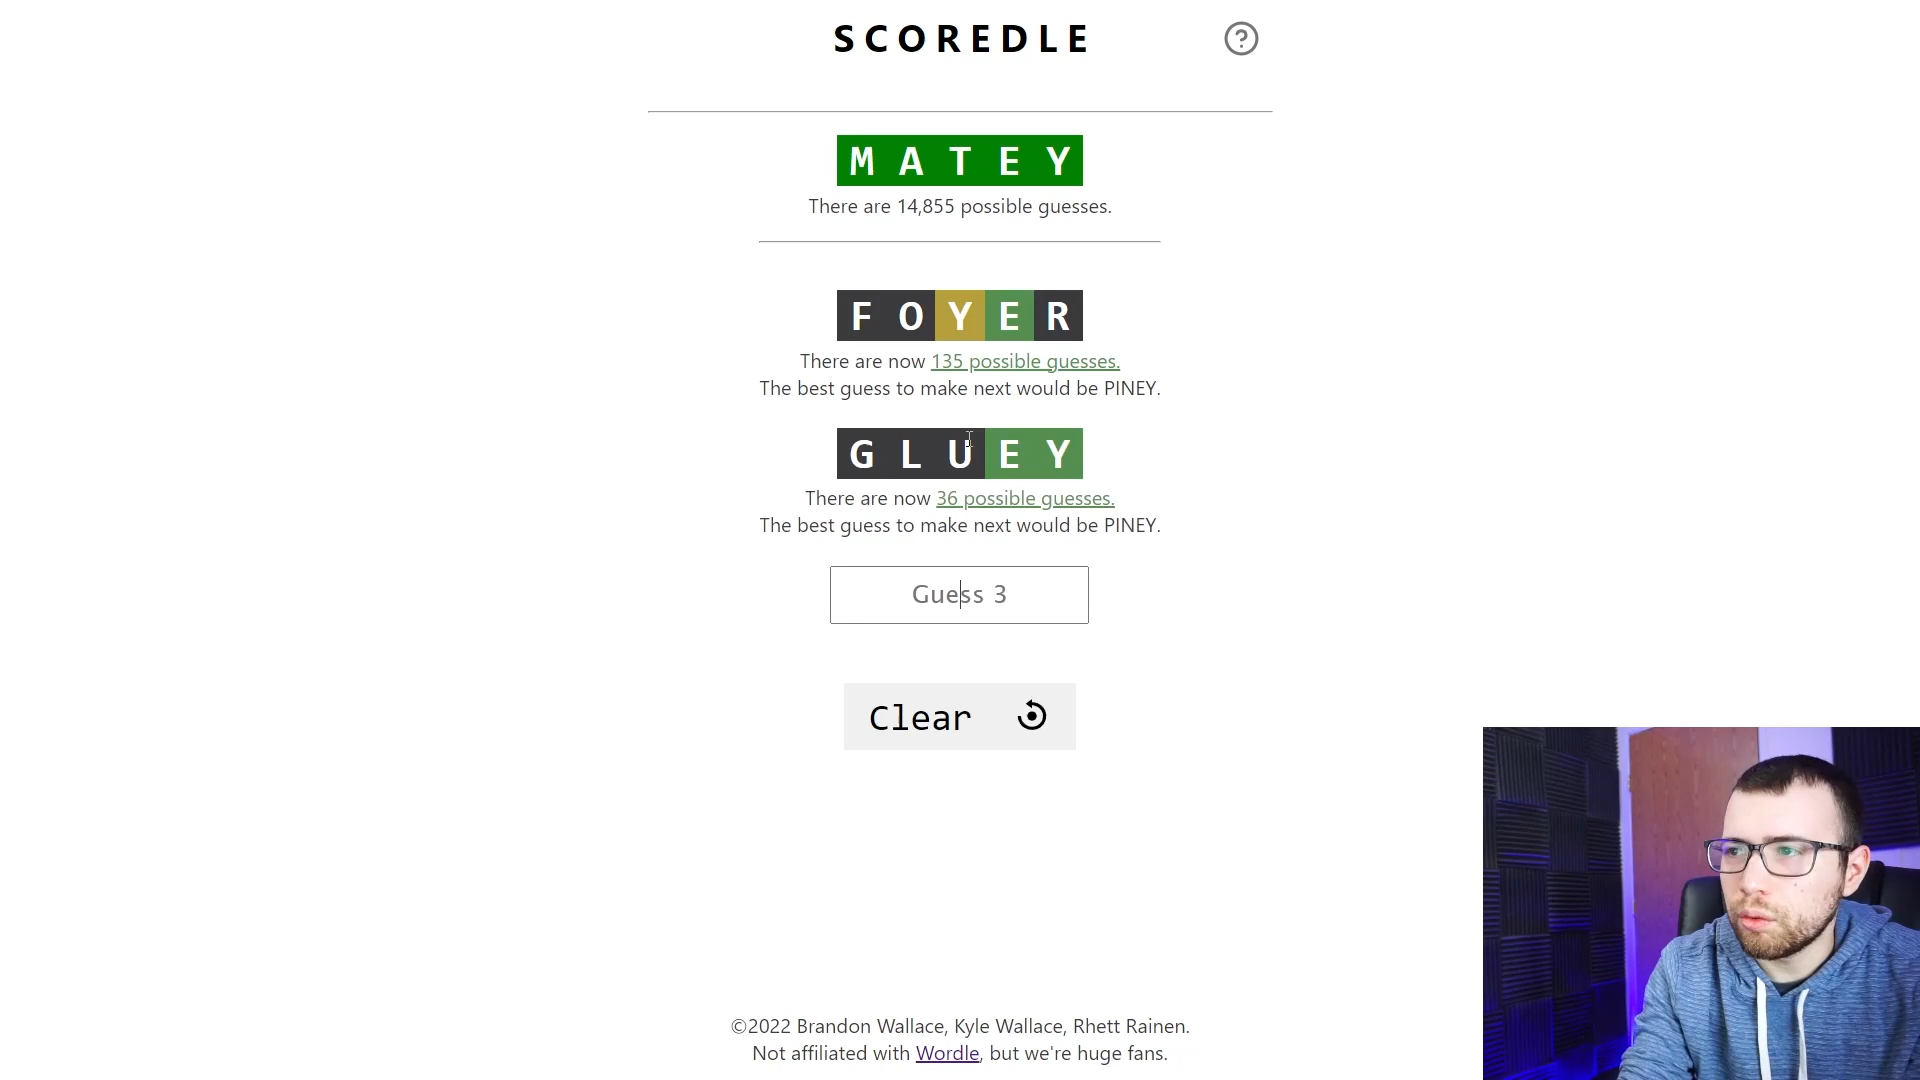 SCOREDLE
MATEY
There are 14,855 possible guesses.
FOYER
There are now 135 possible guesses.
The best guess to make next would be PINEY.
GLUEY
There are now 36 possible guesses.
The best guess to make next would be PINEY.
Guess 3
Clear
©2022 Brandon Wallace, Kyle Wallace, Rhett Rainen.
Not affiliated with Wordle, but we're huge fans.